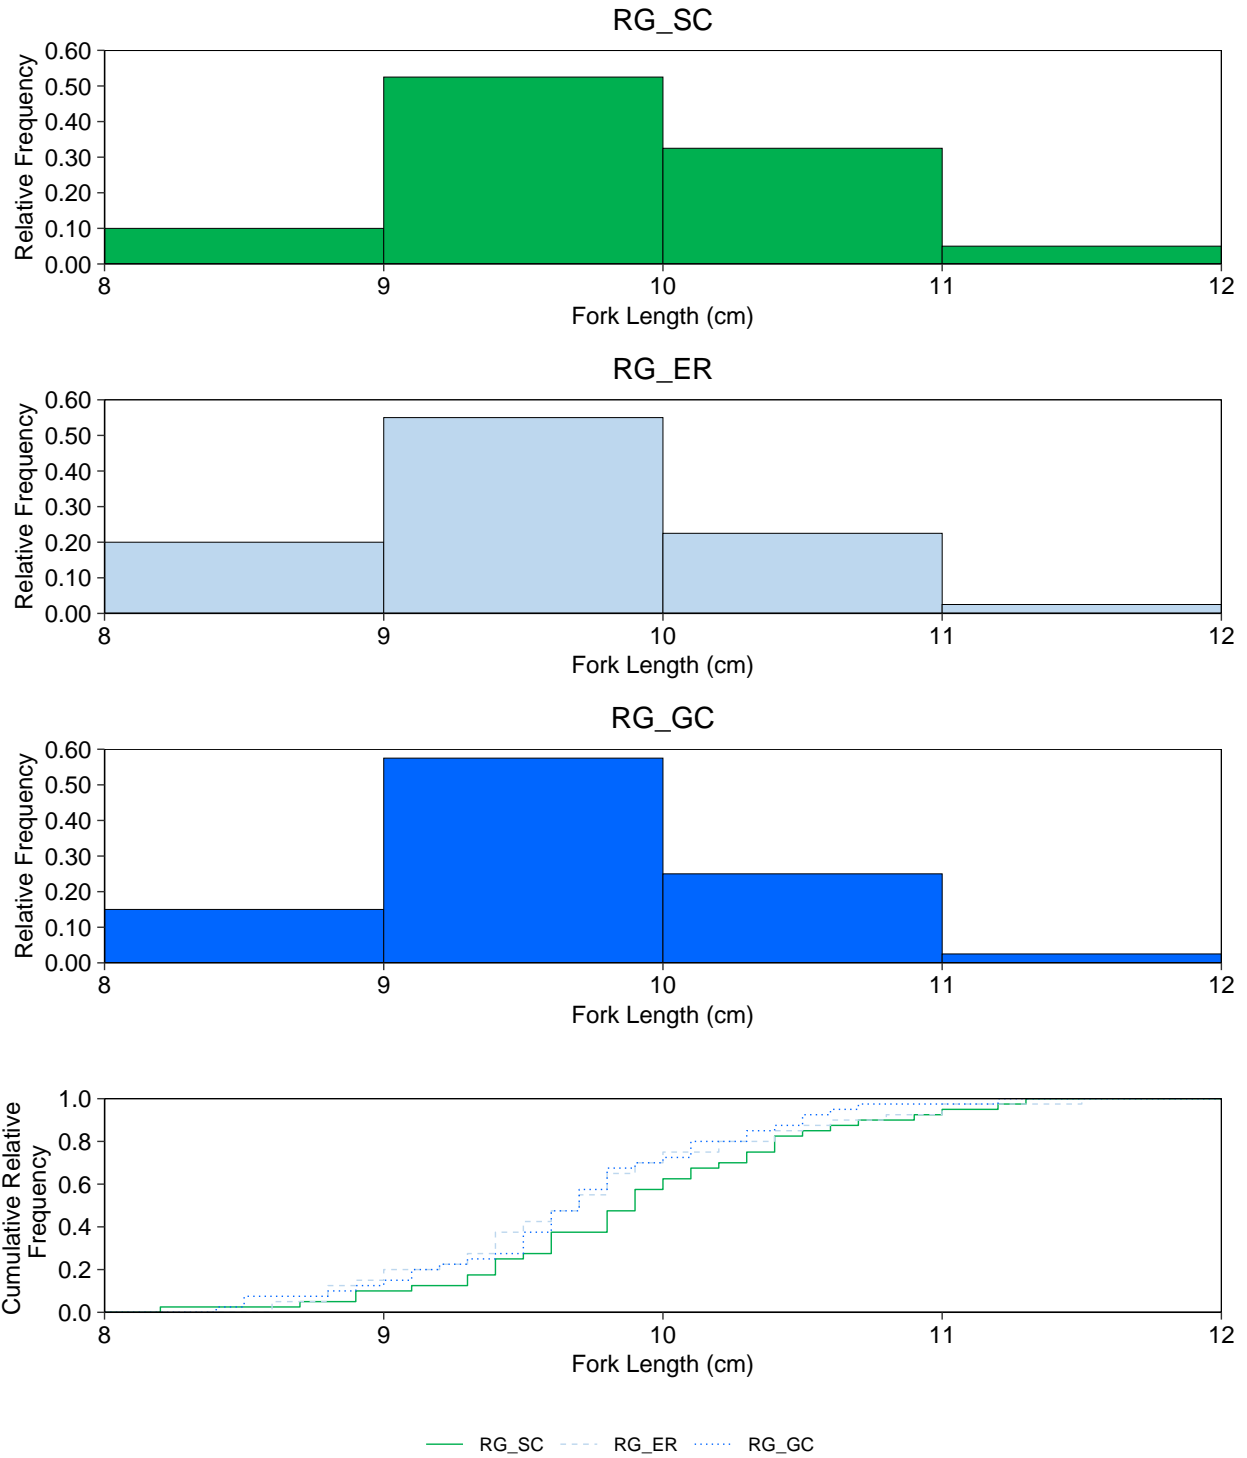 RG_SC
Relative Frequency
0.60
0.50
0.40
0.30
0.20
0.10
0.00
8 9 10 11 12
Fork Length (cm)
RG_ER
Relative Frequency
0.60
0.50
0.40
0.30
0.20
0.10
0.00
8 9 10 11 12
Fork Length (cm)
RG_GC
Relative Frequency
0.60
0.50
0.40
0.30
0.20
0.10
0.00
8 9 10 11 12
Fork Length (cm)
Cumulative Relative
Frequency
1.0
0.8
0.6
0.4
0.2
0.0
8 9 10 11 12
Fork Length (cm)
RG_SC RG_ER RG_GC